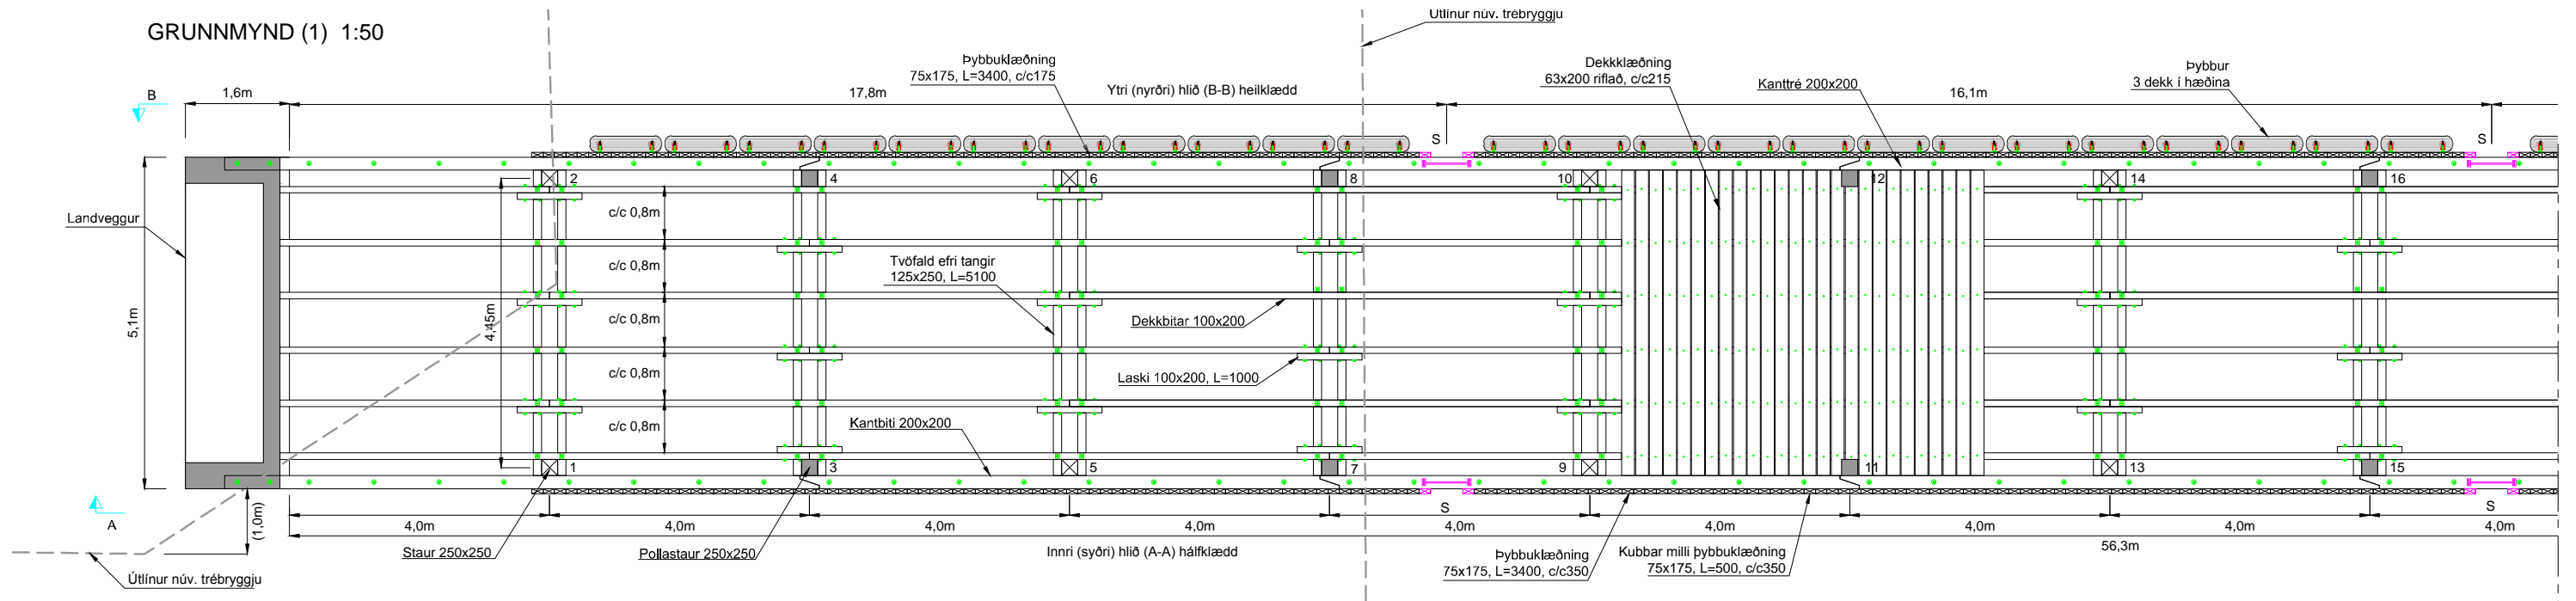 GRUNNMYND (1) 1:50
Útlínur núv. trébryggju
Þybbuklæðning
75x175, L=3400, c/c175
Dekkklæðning
63x200 riflað, c/c215
Þybbur
3 dekk í hæðina
Kanttré 200x200
B
1,6m
17,8m
Ytri (nyrðri) hlið (B-B) heilklædd
16,1m
S
S
2
4
6
8
10
12
14
16
Landveggur
c/c 0,8m
c/c 0,8m
c/c 0,8m
c/c 0,8m
c/c 0,8m
5,1m
4,45m
Tvöfald efri tangir
125x250, L=5100
Dekkbitar 100x200
Laski 100x200, L=1000
Kantbiti 200x200
1
3
5
7
9
11
13
15
A
(1,0m)
S
S
4,0m
4,0m
4,0m
4,0m
4,0m
4,0m
4,0m
4,0m
4,0m
Staur 250x250
Pollastaur 250x250
Innri (syðri) hlið (A-A) hálfklædd
56,3m
Þybbuklæðning
75x175, L=3400, c/c350
Kubbar milli þybbuklæðning
75x175, L=500, c/c350
Útlínur núv. trébryggju